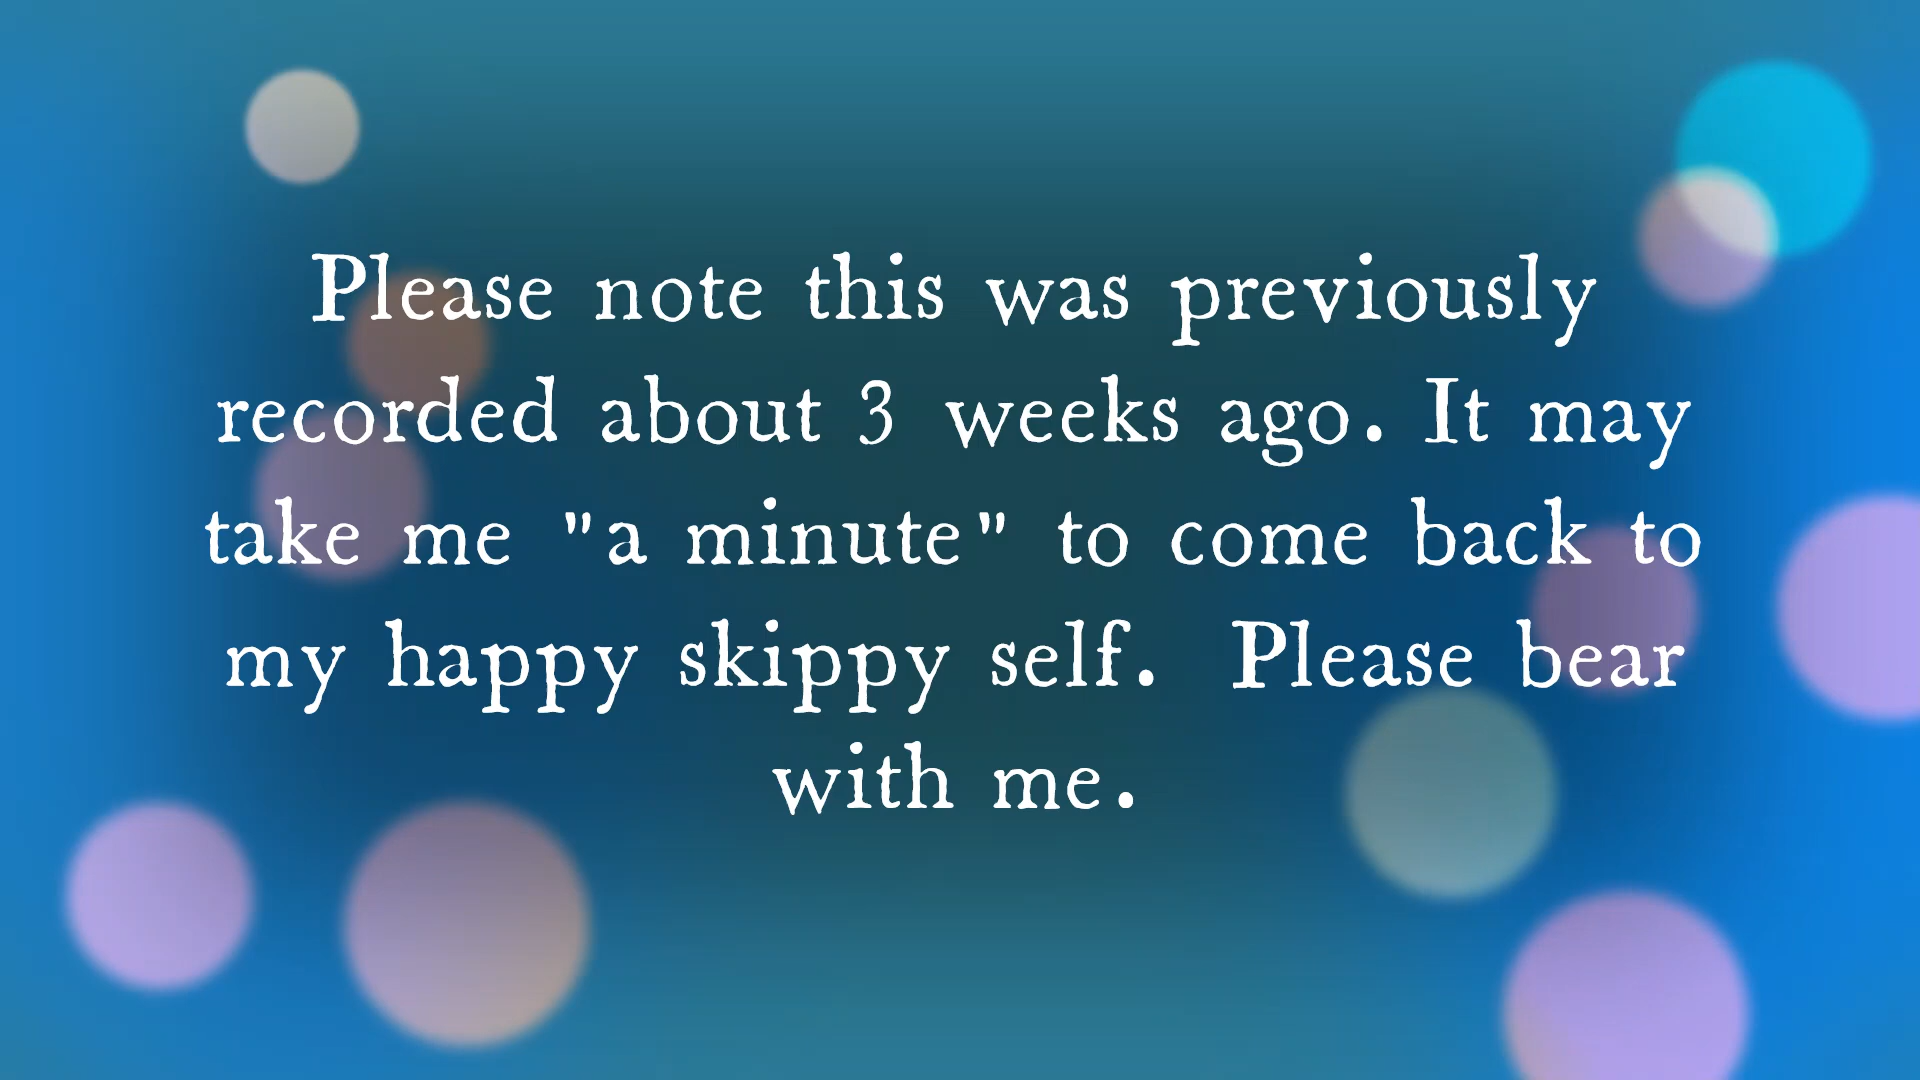 Please note this was previously
recorded about 3 weeks ago. It may
take me "a minute" to come back to
my happy skippy self.  Please bear
with me.